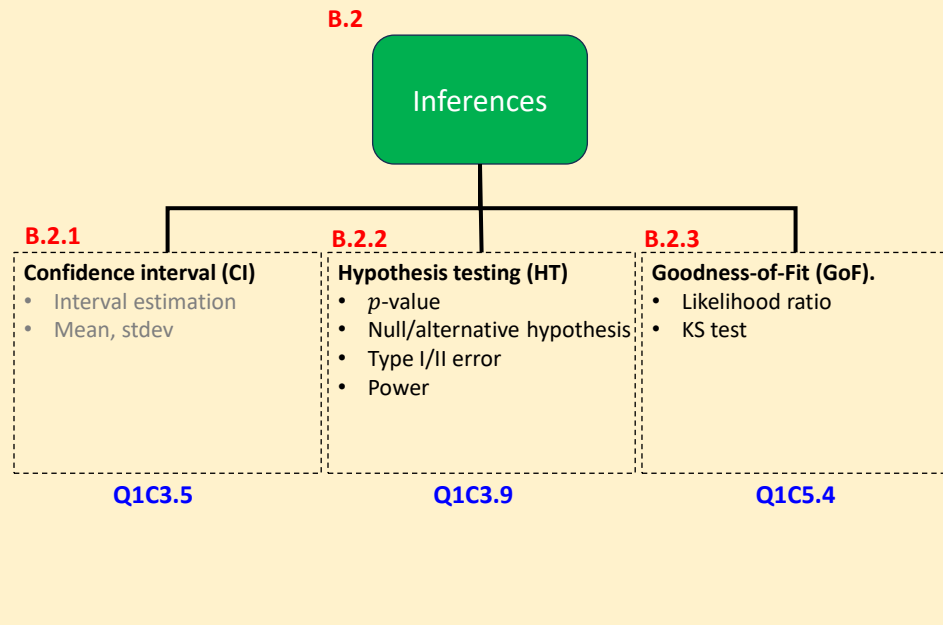 B.2
Inferences
B.2.1
Confidence interval (CI)
• Interval estimation
• Mean, stdev
Q1C3.5
B.2.2
Hypothesis testing (HT)
• p-value
• Null/alternative hypothesis
• Type I/II error
• Power
Q1C3.9
B.2.3
Goodness-of-Fit (GoF).
• Likelihood ratio
• KS test
Q1C5.4